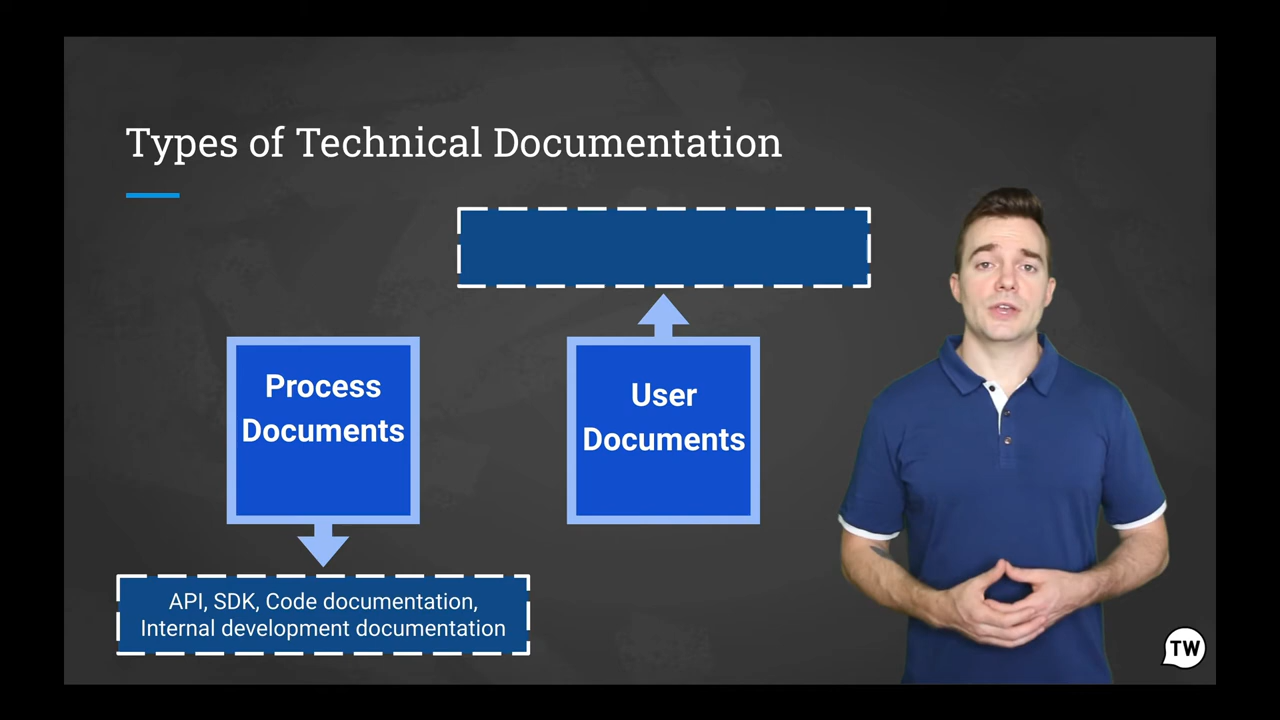 Types of Technical Documentation
Process
Documents
User
Documents
API, SDK, Code documentation,
Internal development documentation
TW